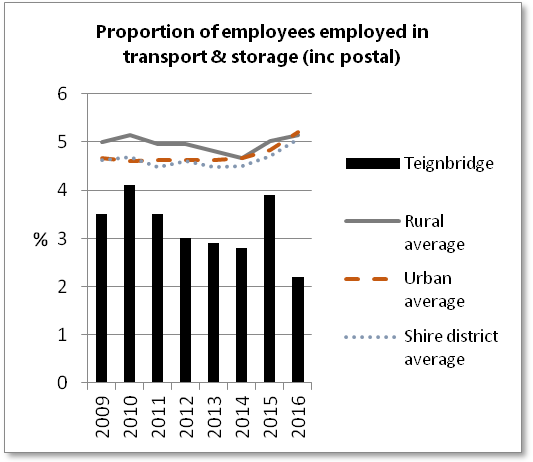 Proportion of employees employed in
transport & storage (inc postal)
6
5
4
3
2
1
0
%
2009
2010
2011
2012
2013
2014
2015
2016
Teignbridge
Rural
average
Urban
average
Shire district
average